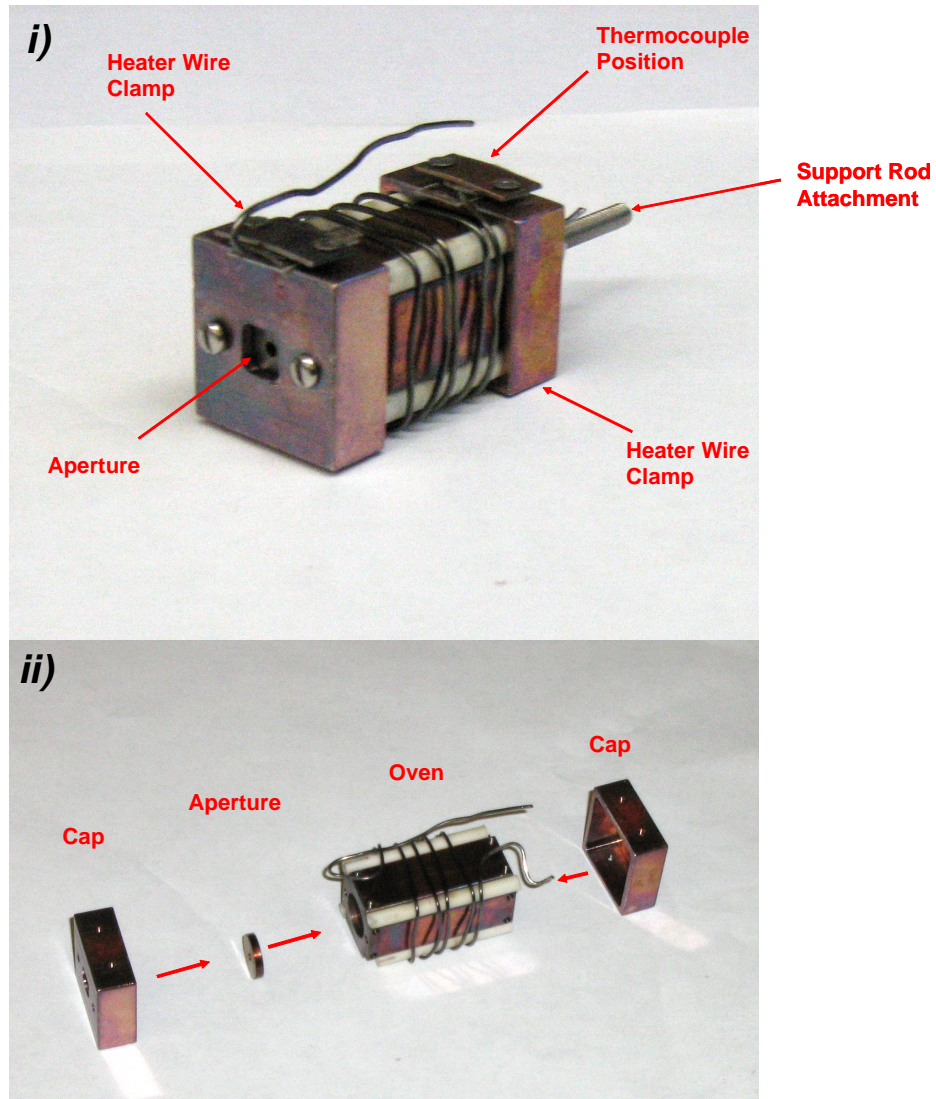 i)
Thermocouple
Position
Heater Wire
Clamp
Support Rod
Attachment
Aperture
Heater Wire
Clamp
ii)
Cap
Oven
Aperture
Cap